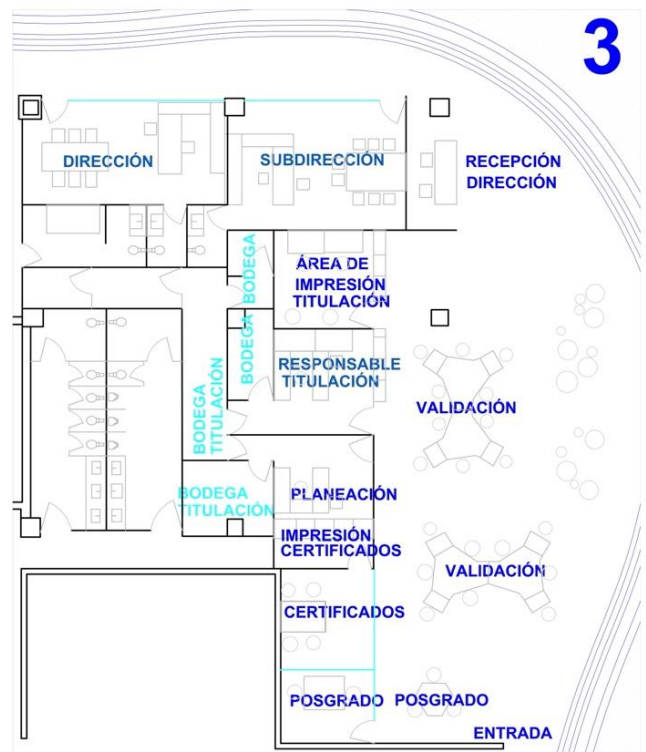 3
DIRECCIÓN
SUBDIRECCIÓN
RECEPCIÓN
DIRECCIÓN
BODEGA
ÁREA DE
IMPRESIÓN
TITULACIÓN
BODEGA
RESPONSABLE
TITULACIÓN
BODEGA
TITULACIÓN
VALIDACIÓN
BODEGA
TITULACIÓN
PLANEACIÓN
IMPRESIÓN
CERTIFICADOS
VALIDACIÓN
CERTIFICADOS
POSGRADO
POSGRADO
ENTRADA